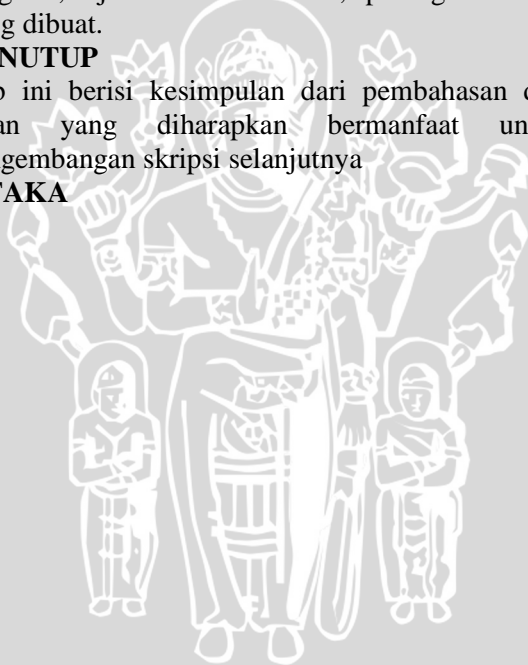 g dibuat.
NUTUP
ini berisi kesimpulan dari pembahasan
an yang diharapkan bermanfaat un
gembangan skripsi selanjutnya
TAKA